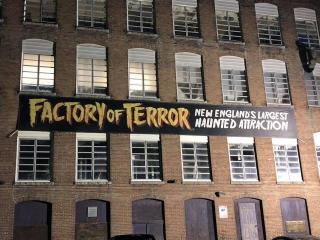 FACTORY OF TERROR
NEW ENGLAND'S LARGEST
HAUNTED ATTRACTION